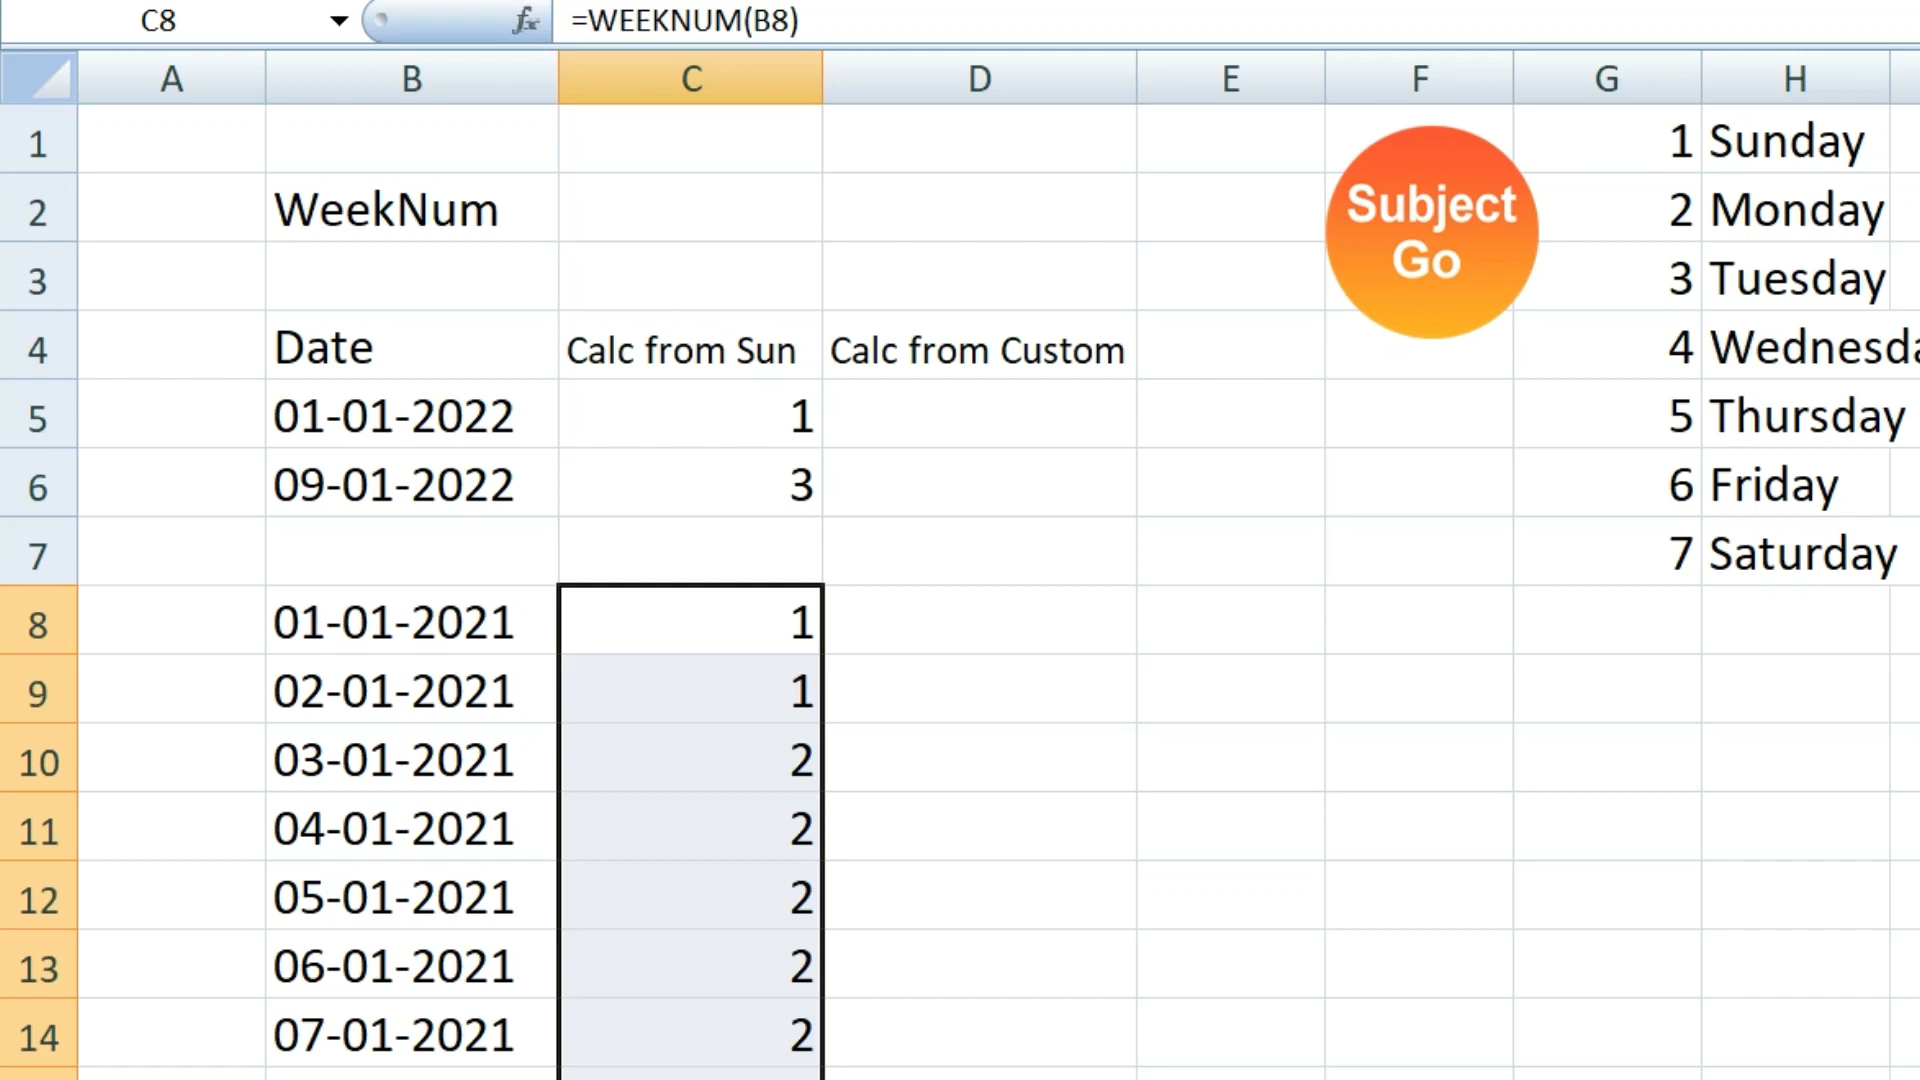 C8 fx =WEEKNUM(B8)
A B C D E F G H
1 1 Sunday
Subject
Go
2 WeekNum 2 Monday
3 3 Tuesday
4 Date Calc from Sun Calc from Custom 4 Wednesda
5 01-01-2022 1 5 Thursday
6 09-01-2022 3 6 Friday
7 7 Saturday
8 01-01-2021 1
9 02-01-2021 1
10 03-01-2021 2
11 04-01-2021 2
12 05-01-2021 2
13 06-01-2021 2
14 07-01-2021 2